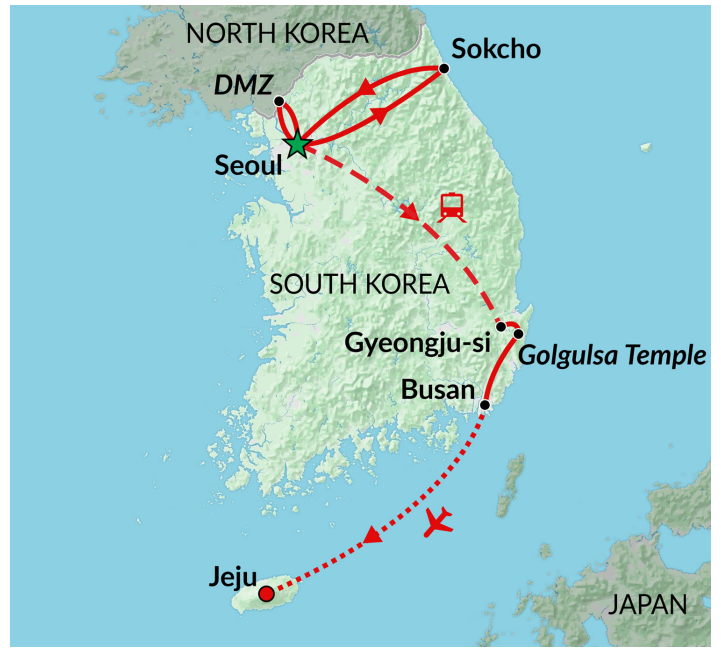 NORTH KOREA
Sokcho
DMZ
Seoul
SOUTH KOREA
Gyeongju-si
Golgulsa Temple
Busan
Jeju
JAPAN